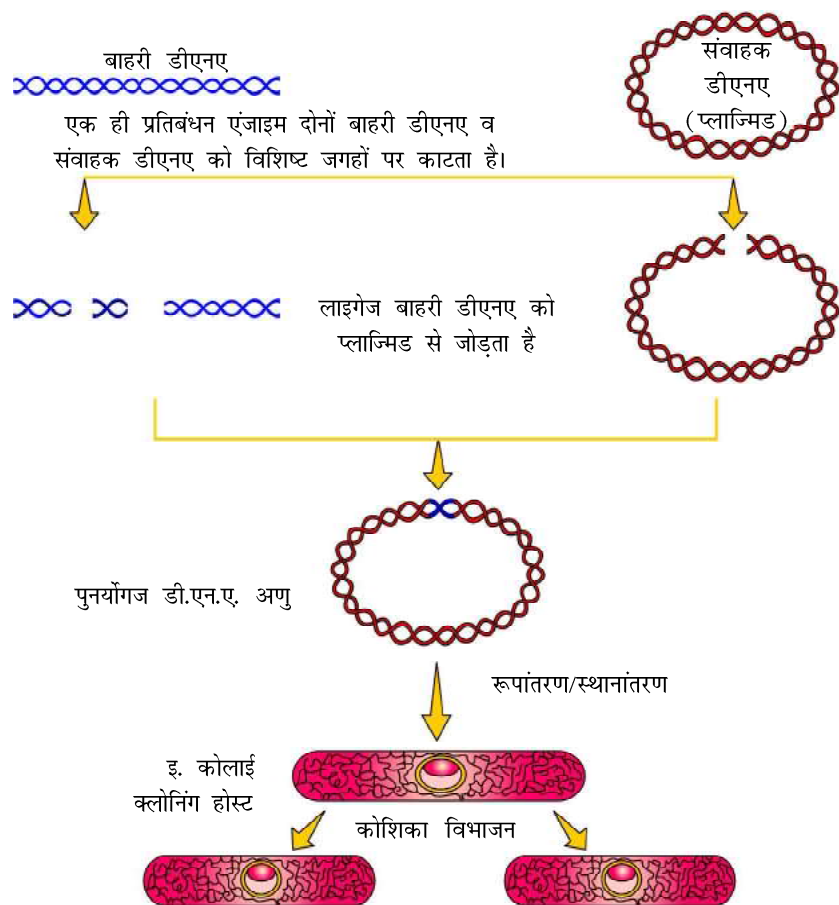 बाहरी डीएनए
संवाहक
डीएनए
(प्लाज्मिड)
एक ही प्रतिबंधन एंजाइम दोनों बाहरी डीएनए व
संवाहक डीएनए को विशिष्ट जगहों पर काटता है।
लाइगेज बाहरी डीएनए को
प्लाज्मिड से जोड़ता है
पुनर्योगज डी.एन.ए. अणु
रूपांतरण/स्थानांतरण
इ. कोलाई
क्लोनिंग होस्ट
कोशिका विभाजन